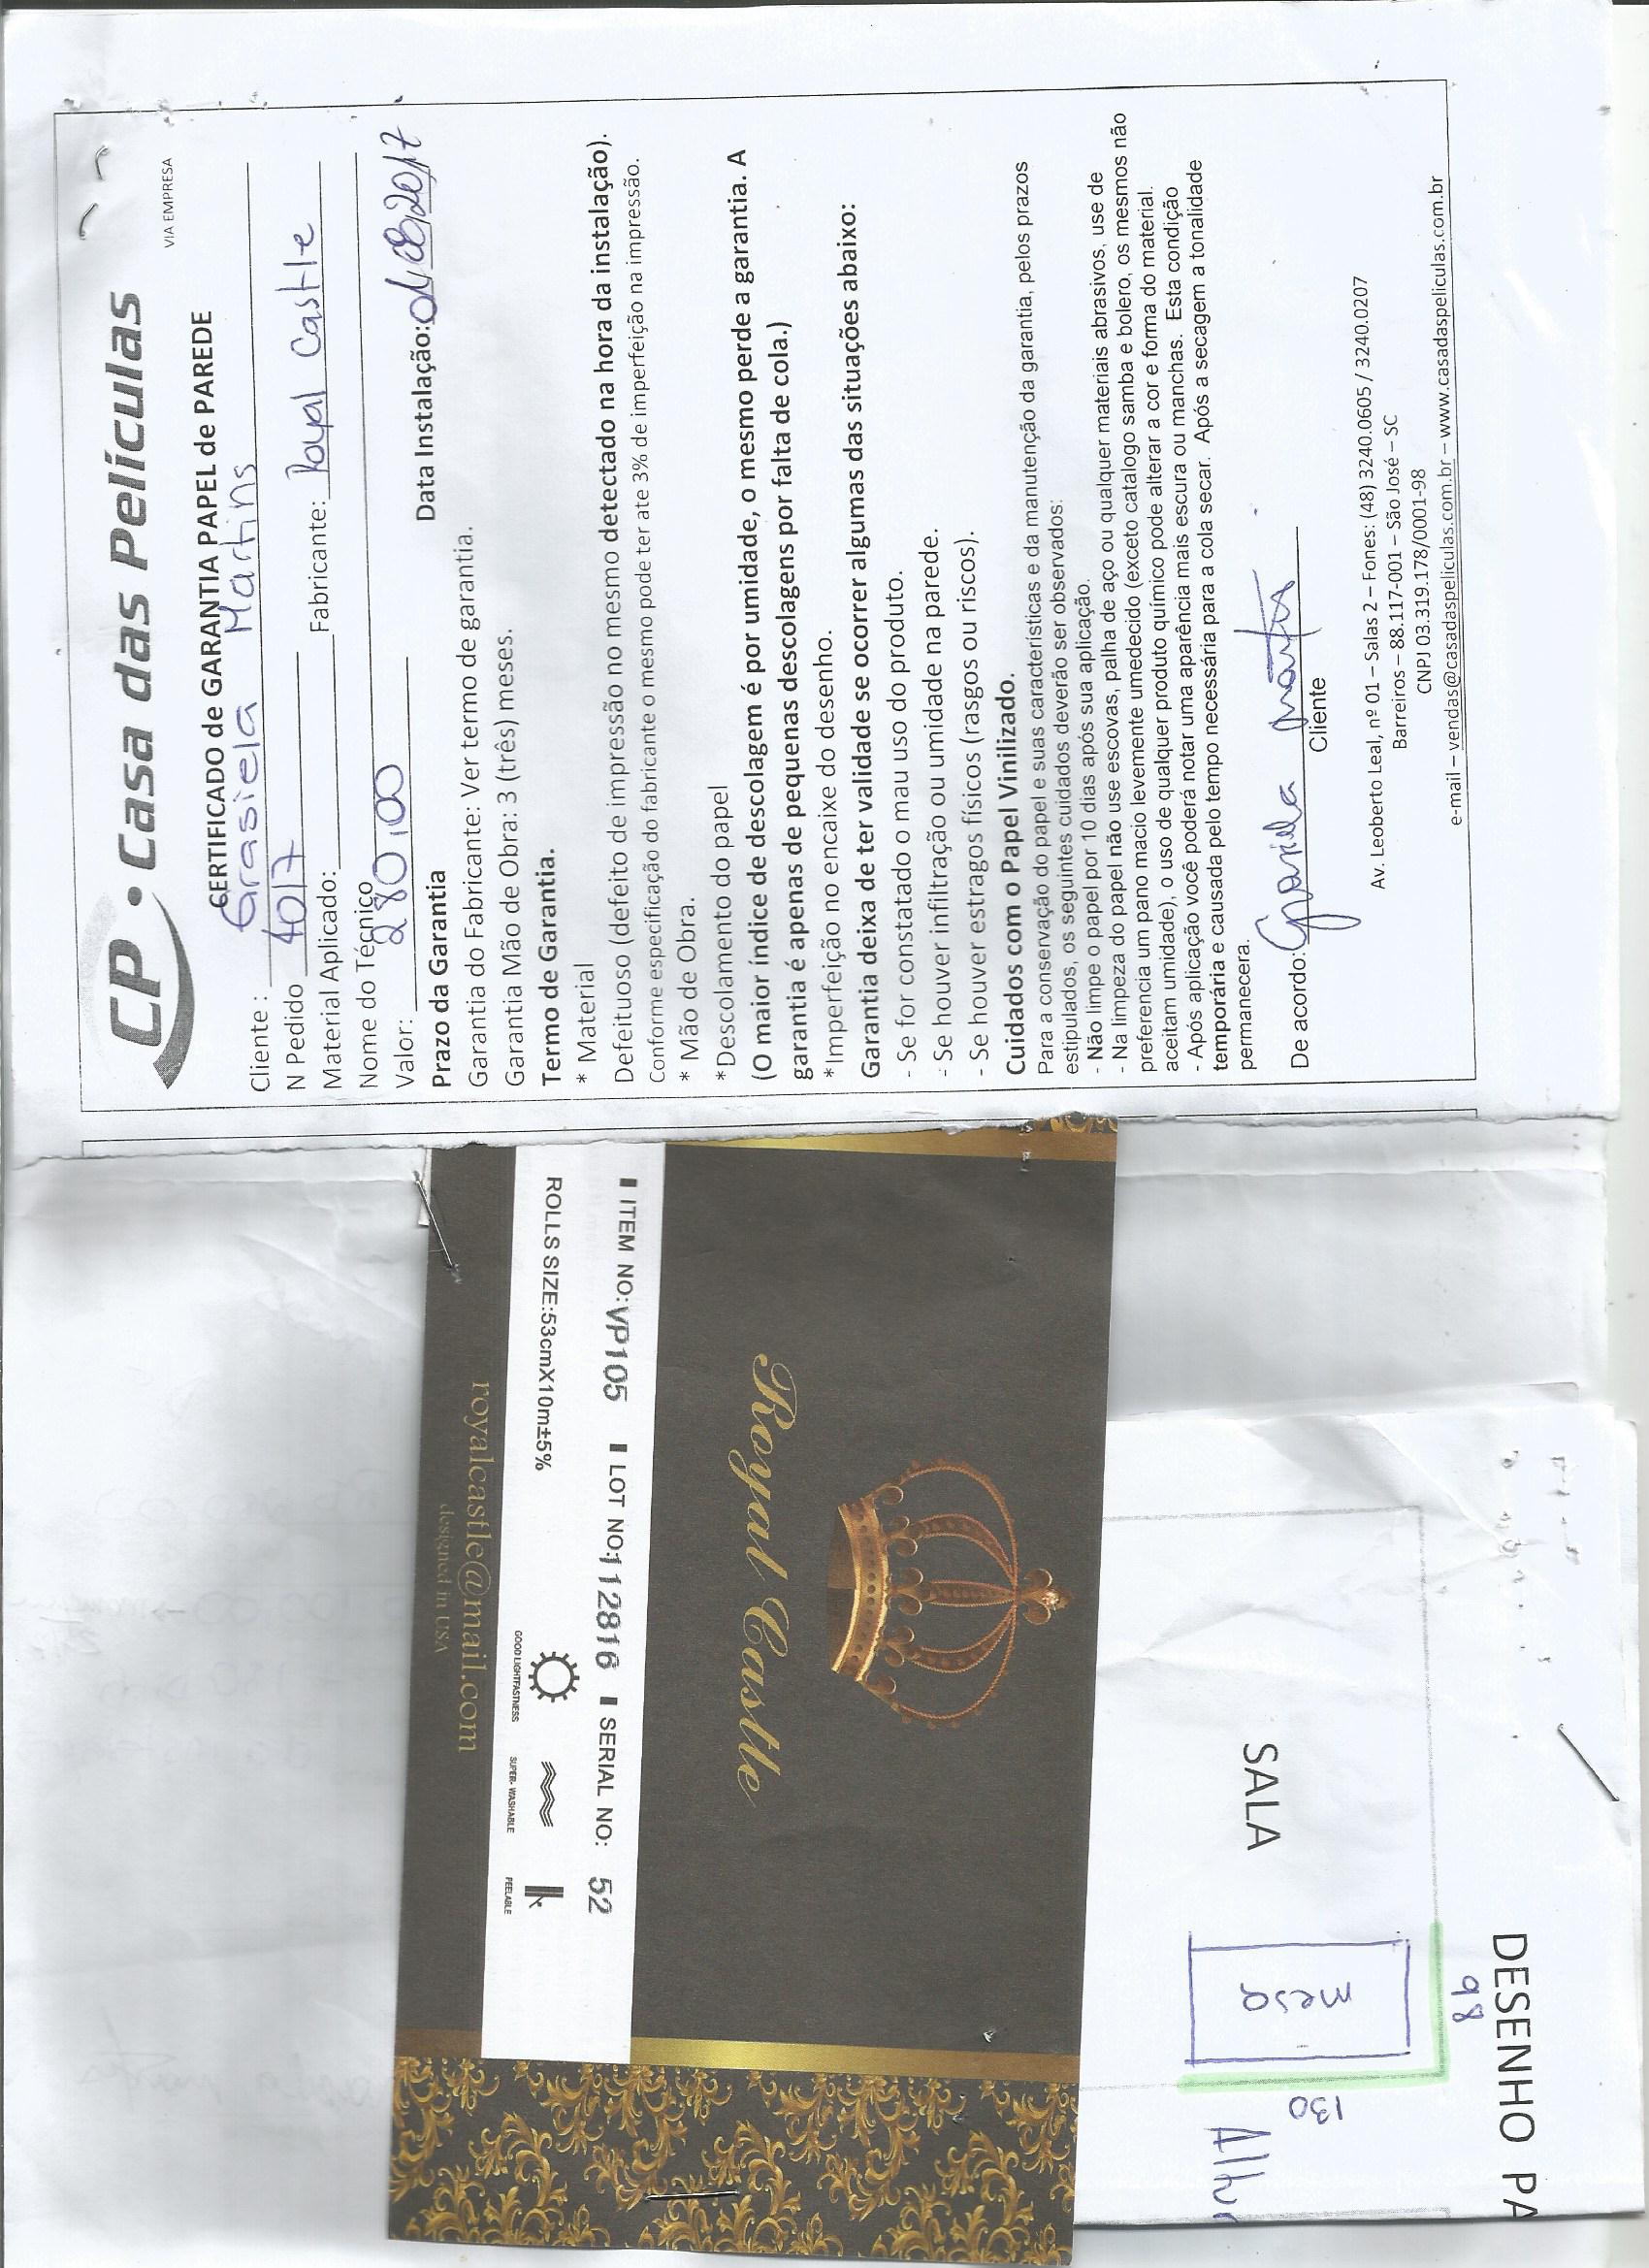 CP • Casa das Películas
VIA EMPRESA
CERTIFICADO de GARANTIA PAPEL de PAREDE
Cliente : Grasiela Martins
N Pedido 4017
Material Aplicado: Fabricante: Royal Castle
Nome do Técnico
Valor: 280,00 Data Instalação: 01/08/2017
Prazo da Garantia
Garantia do Fabricante: Ver termo de garantia.
Garantia Mão de Obra: 3 (três) meses.
Termo de Garantia.
* Material
Defeituoso (defeito de impressão no mesmo detectado na hora da instalação).
Conforme especificação do fabricante o mesmo pode ter ate 3% de imperfeição na impressão.
* Mão de Obra.
*Descolamento do papel
(O maior índice de descolagem é por umidade, o mesmo perde a garantia. A
garantia é apenas de pequenas descolagens por falta de cola.)
* Imperfeição no encaixe do desenho.
Garantia deixa de ter validade se ocorrer algumas das situações abaixo:
- Se for constatado o mau uso do produto.
- Se houver infiltração ou umidade na parede.
- Se houver estragos físicos (rasgos ou riscos).
Cuidados com o Papel Vinilizado.
Para a conservação do papel e suas características e da manutenção da garantia, pelos prazos
estipulados, os seguintes cuidados deverão ser observados:
- Não limpe o papel por 10 dias após sua aplicação.
- Na limpeza do papel não use escovas, palha de aço ou qualquer materiais abrasivos, use de
preferencia um pano macio levemente umedecido (exceto catalogo samba e bolero, os mesmos não
aceitam umidade), o uso de qualquer produto químico pode alterar a cor e forma do material.
- Após aplicação você poderá notar uma aparência mais escura ou manchas. Esta condição
temporária e causada pelo tempo necessária para a cola secar. Após a secagem a tonalidade
permanecera.
De acordo:
Cliente
Av. Leoberto Leal, nº 01 – Salas 2 – Fones: (48) 3240.0605 / 3240.0207
Barreiros – 88.117-001 – São José – SC
CNPJ 03.319.178/0001-98
e-mail – vendas@casadaspeliculas.com.br – www.casadaspeliculas.com.br
Royal Castle
ITEM NO:VP105 LOT NO:112816 SERIAL NO: 52
ROLLS SIZE:53cmX10m±5%
GOOD LIGHTFASTNESS
SUPER- WASHABLE
PEELABLE
royalcastle@mail.com
designed in USA
DESENHO PA
98
SALA
mesa
130